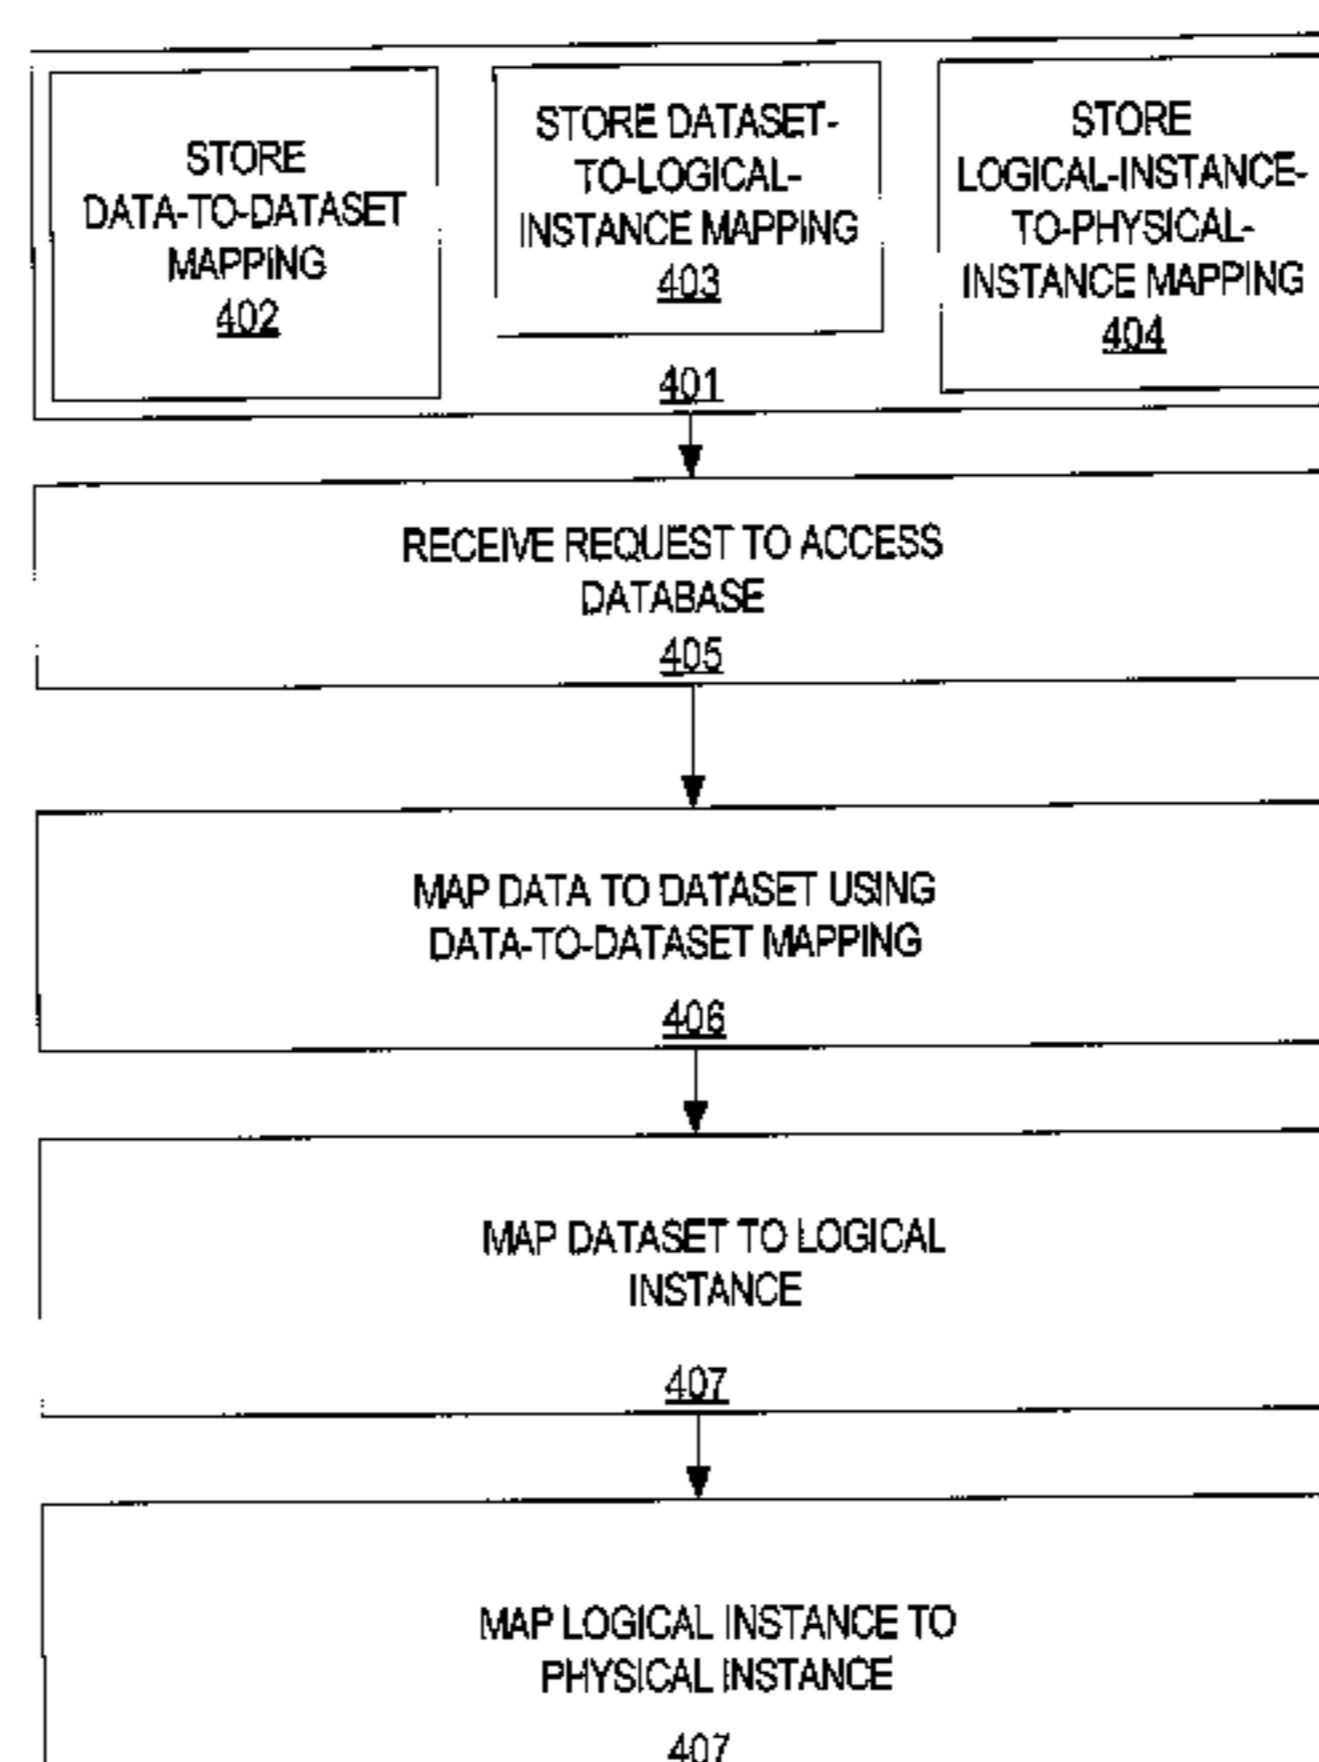 STORE
DATA-TO-DATASET
MAPPING
402
STORE DATASET-
TO-LOGICAL-
INSTANCE MAPPING
403
STORE
LOGICAL-INSTANCE-
TO-PHYSICAL-
INSTANCE MAPPING
404
401
RECEIVE REQUEST TO ACCESS
DATABASE
405
MAP DATA TO DATASET USING
DATA-TO-DATASET MAPPING
406
MAP DATASET TO LOGICAL
INSTANCE
407
MAP LOGICAL INSTANCE TO
PHYSICAL INSTANCE
407